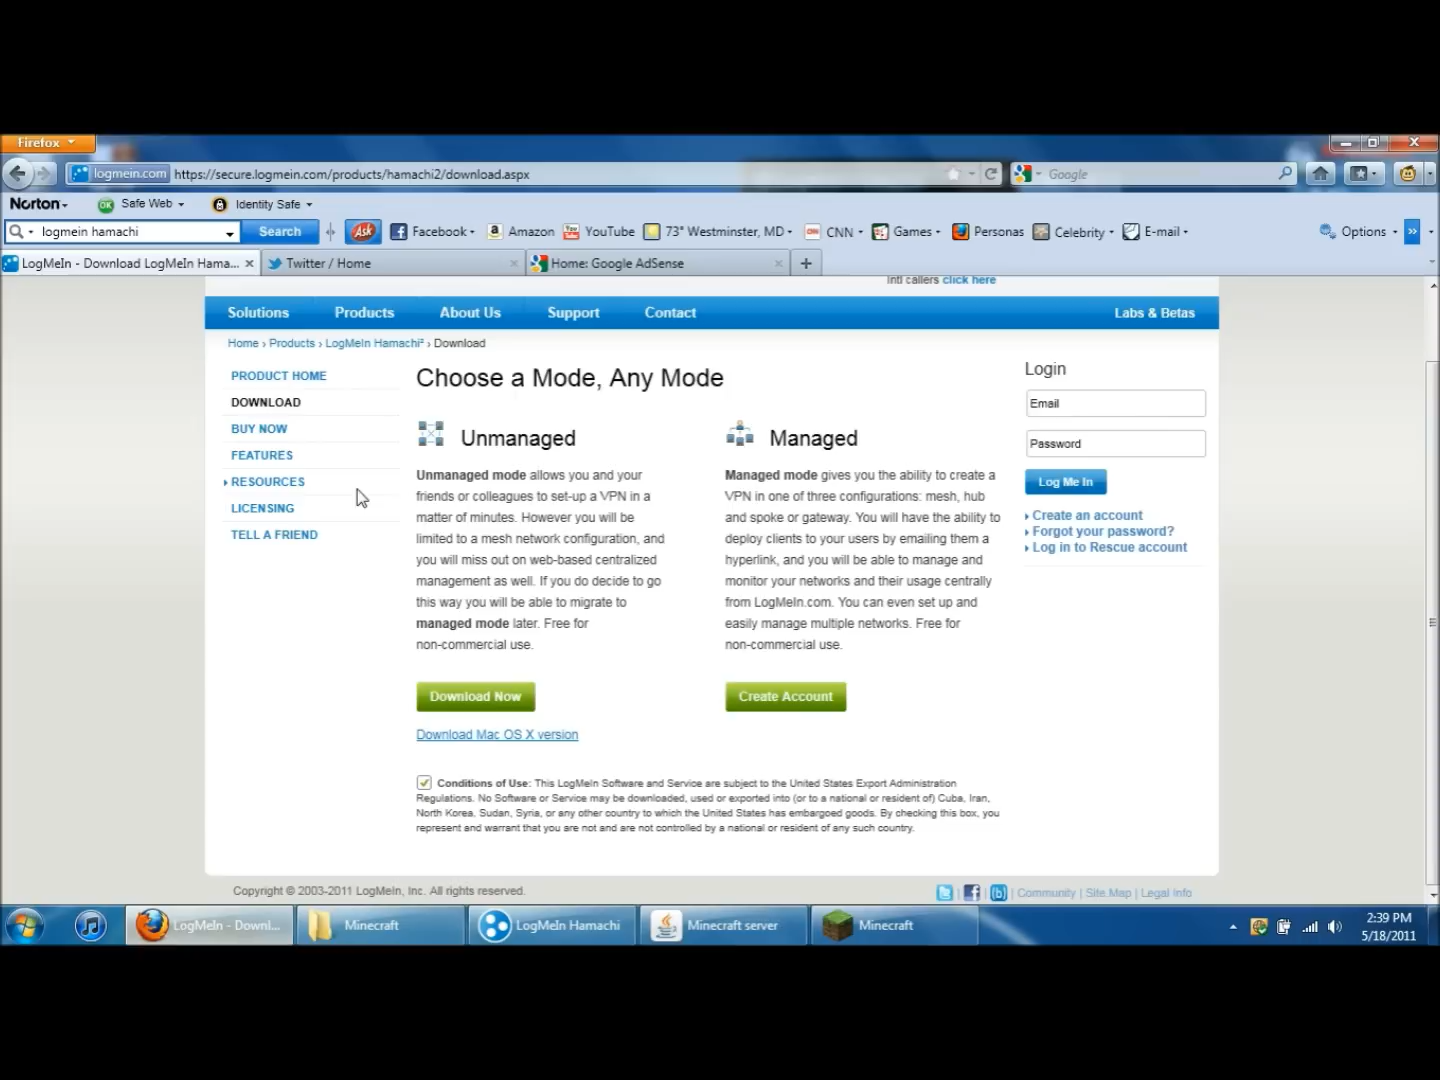 Firefox
logmein.com https://secure.logmein.com/products/hamachi2/download.aspx
Google
Norton
OK Safe Web
Identity Safe
logmein hamachi
Search
Ask
Facebook
Amazon
YouTube
73° Westminster, MD
CNN
Games
Personas
Celebrity
E-mail
Options
LogMeIn - Download LogMeIn Hama...
Twitter / Home
Home: Google AdSense
Intl callers click here
Solutions
Products
About Us
Support
Contact
Labs & Betas
Home › Products › LogMeIn Hamachi² › Download
PRODUCT HOME
DOWNLOAD
BUY NOW
FEATURES
RESOURCES
LICENSING
TELL A FRIEND
Choose a Mode, Any Mode
Unmanaged
Unmanaged mode allows you and your
friends or colleagues to set-up a VPN in a
matter of minutes. However you will be
limited to a mesh network configuration, and
you will miss out on web-based centralized
management as well. If you do decide to go
this way you will be able to migrate to
managed mode later. Free for
non-commercial use.
Download Now
Download Mac OS X version
Managed
Managed mode gives you the ability to create a
VPN in one of three configurations: mesh, hub
and spoke or gateway. You will have the ability to
deploy clients to your users by emailing them a
hyperlink, and you will be able to manage and
monitor your networks and their usage centrally
from LogMeIn.com. You can even set up and
easily manage multiple networks. Free for
non-commercial use.
Create Account
Conditions of Use: This LogMeIn Software and Service are subject to the United States Export Administration
Regulations. No Software or Service may be downloaded, used or exported into (or to a national or resident of) Cuba, Iran,
North Korea, Sudan, Syria, or any other country to which the United States has embargoed goods. By checking this box, you
represent and warrant that you are not and are not controlled by a national or resident of any such country.
Login
Email
Password
Log Me In
Create an account
Forgot your password?
Log in to Rescue account
Copyright © 2003-2011 LogMeIn, Inc. All rights reserved.
Community | Site Map | Legal Info
LogMeIn - Downl...
Minecraft
LogMeIn Hamachi
Minecraft server
Minecraft
2:39 PM
5/18/2011